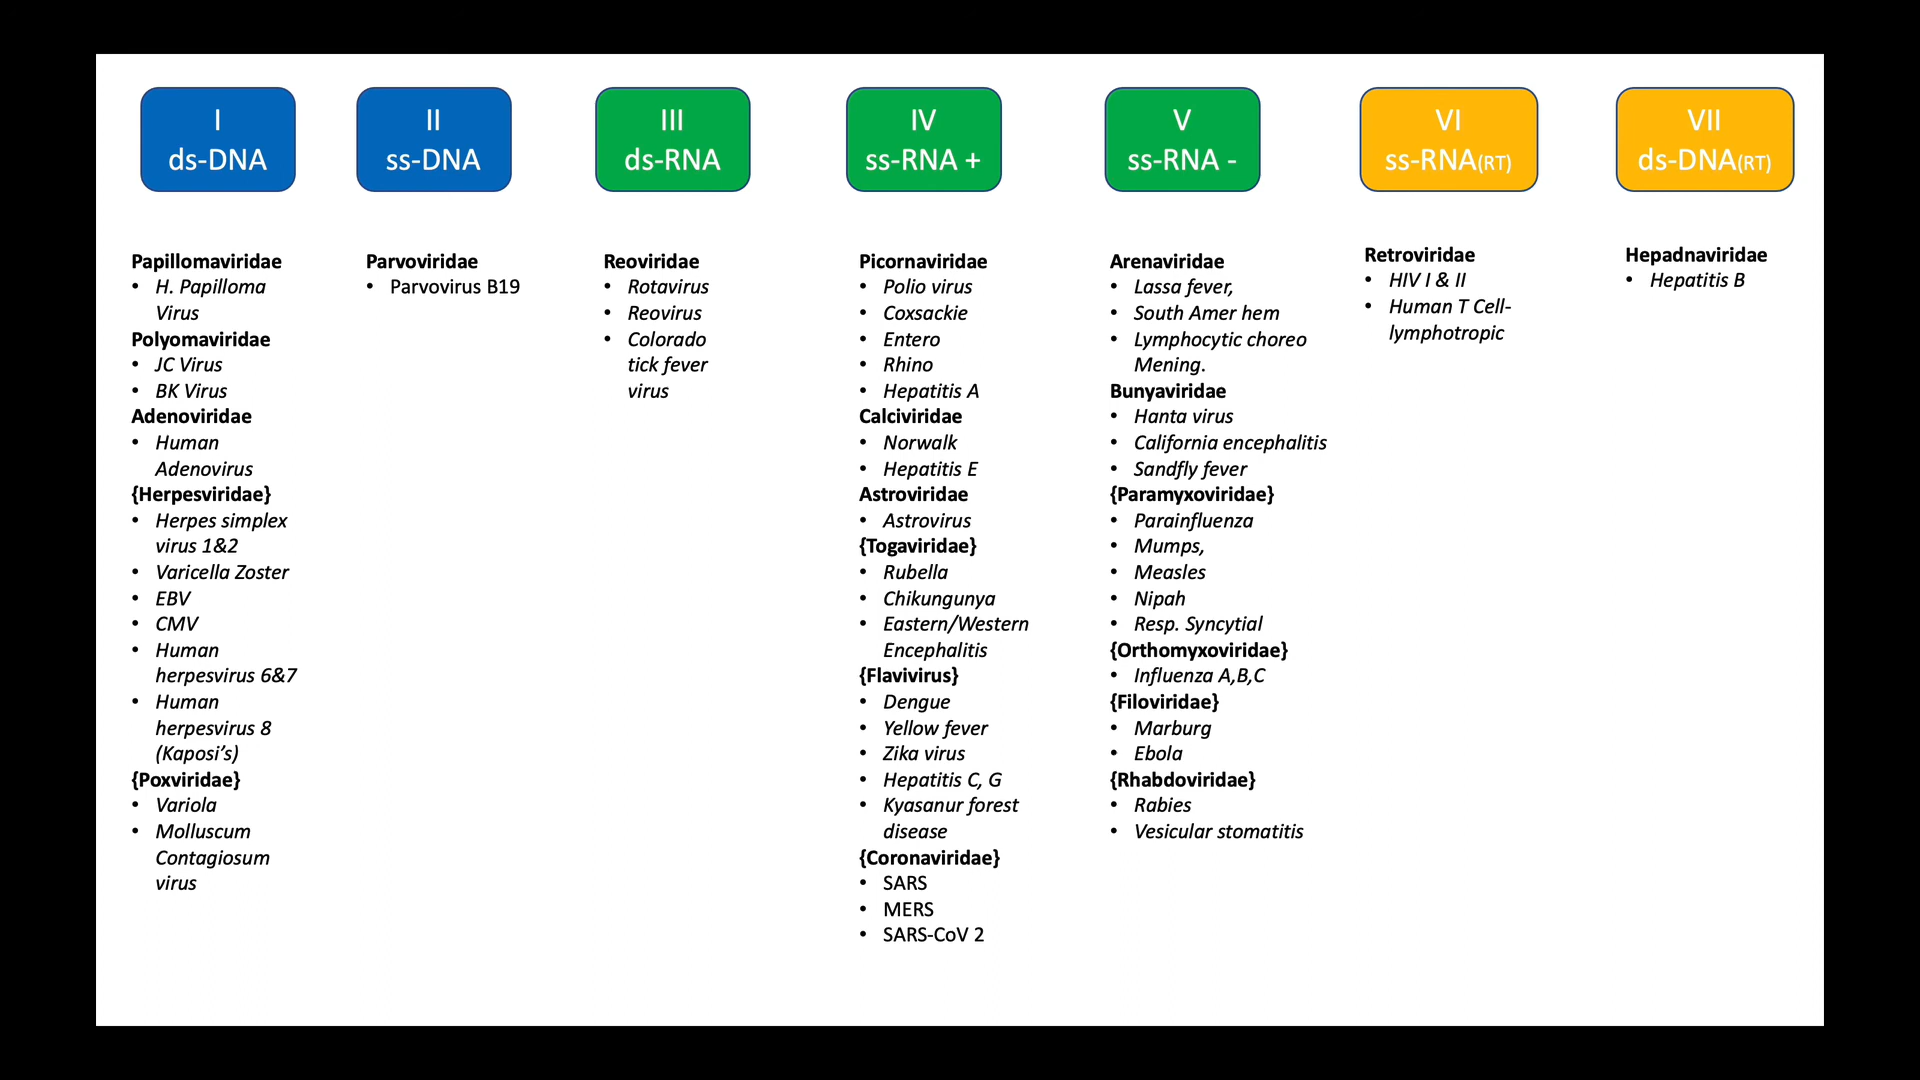 I
ds-DNA
II
ss-DNA
III
ds-RNA
IV
ss-RNA +
V
ss-RNA -
VI
ss-RNA(RT)
VII
ds-DNA(RT)
Papillomaviridae
• H. Papilloma
Virus
Polyomaviridae
• JC Virus
• BK Virus
Adenoviridae
• Human
Adenovirus
{Herpesviridae}
• Herpes simplex
virus 1&2
• Varicella Zoster
• EBV
• CMV
• Human
herpesvirus 6&7
• Human
herpesvirus 8
(Kaposi’s)
{Poxviridae}
• Variola
• Molluscum
Contagiosum
virus
Parvoviridae
• Parvovirus B19
Reoviridae
• Rotavirus
• Reovirus
• Colorado
tick fever
virus
Picornaviridae
• Polio virus
• Coxsackie
• Entero
• Rhino
• Hepatitis A
Calciviridae
• Norwalk
• Hepatitis E
Astroviridae
• Astrovirus
{Togaviridae}
• Rubella
• Chikungunya
• Eastern/Western
Encephalitis
{Flavivirus}
• Dengue
• Yellow fever
• Zika virus
• Hepatitis C, G
• Kyasanur forest
disease
{Coronaviridae}
• SARS
• MERS
• SARS-CoV 2
Arenaviridae
• Lassa fever,
• South Amer hem
• Lymphocytic choreo
Mening.
Bunyaviridae
• Hanta virus
• California encephalitis
• Sandfly fever
{Paramyxoviridae}
• Parainfluenza
• Mumps,
• Measles
• Nipah
• Resp. Syncytial
{Orthomyxoviridae}
• Influenza A,B,C
{Filoviridae}
• Marburg
• Ebola
{Rhabdoviridae}
• Rabies
• Vesicular stomatitis
Retroviridae
• HIV I & II
• Human T Cell-
lymphotropic
Hepadnaviridae
• Hepatitis B